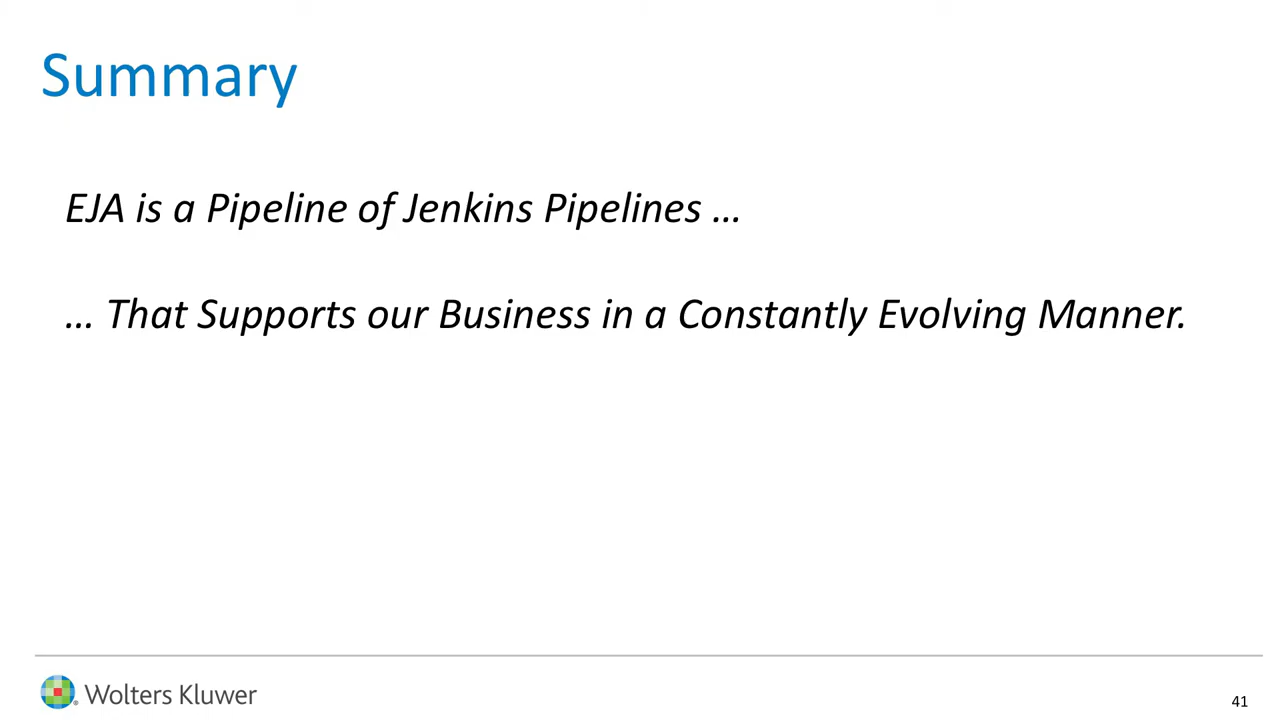 Summary
EJA is a Pipeline of Jenkins Pipelines …
… That Supports our Business in a Constantly Evolving Manner.
Wolters Kluwer
41